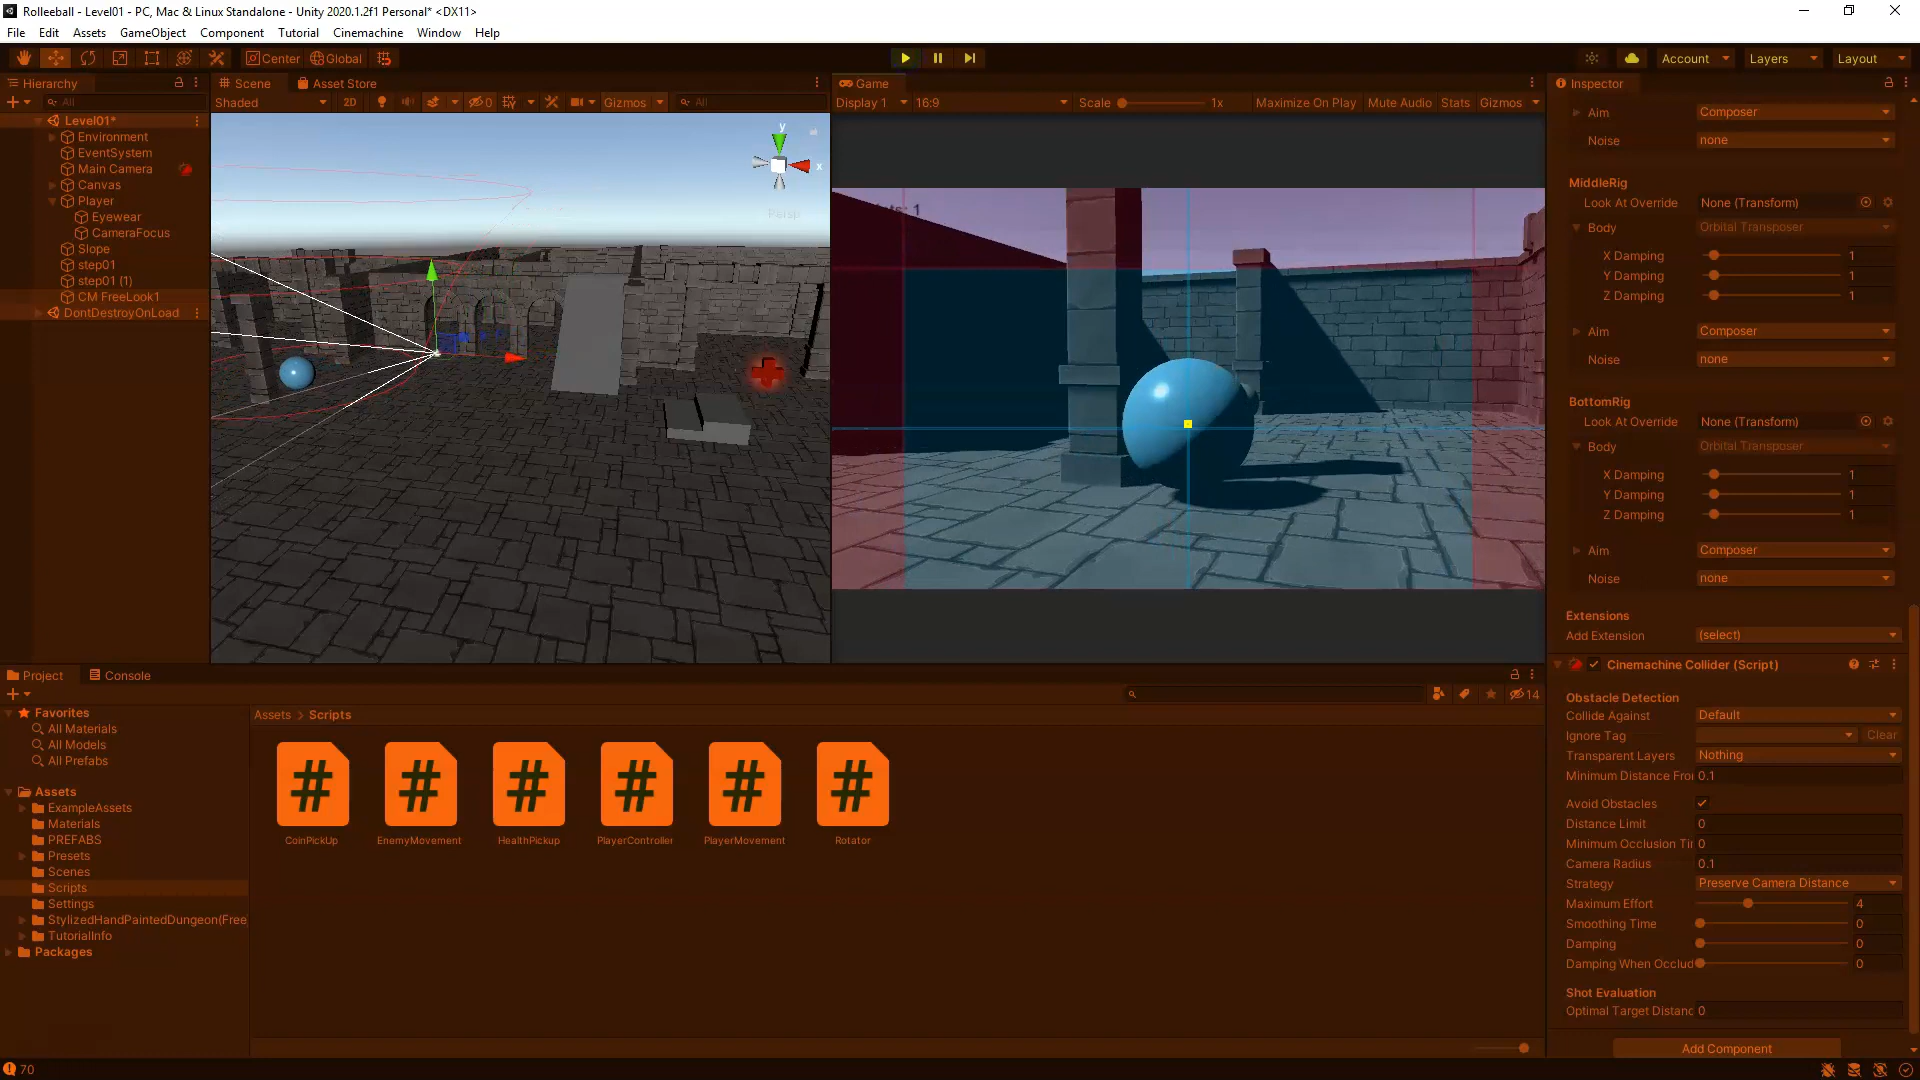 Rolleeball - Level01 - PC, Mac & Linux Standalone - Unity 2020.1.2f1 Personal* <DX11>
File Edit Assets GameObject Component Tutorial Cinemachine Window Help
Center Global Account Layers Layout
Hierarchy
All
Level01*
Environment
EventSystem
Main Camera
Canvas
Player
Eyewear
CameraFocus
Slope
step01
step01 (1)
CM FreeLook1
DontDestroyOnLoad
Scene Asset Store
Shaded 2D 0 Gizmos All
y
x
Persp
Game
Display 1 16:9 Scale 1x Maximize On Play Mute Audio Stats Gizmos
: 1
Inspector
Aim Composer
Noise none
MiddleRig
Look At Override None (Transform)
Body Orbital Transposer
X Damping 1
Y Damping 1
Z Damping 1
Aim Composer
Noise none
BottomRig
Look At Override None (Transform)
Body Orbital Transposer
X Damping 1
Y Damping 1
Z Damping 1
Aim Composer
Noise none
Extensions
Add Extension (select)
Cinemachine Collider (Script)
Obstacle Detection
Collide Against Default
Ignore Tag Clear
Transparent Layers Nothing
Minimum Distance Fro 0.1
Avoid Obstacles
Distance Limit 0
Minimum Occlusion Tir 0
Camera Radius 0.1
Strategy Preserve Camera Distance
Maximum Effort 4
Smoothing Time 0
Damping 0
Damping When Occlud 0
Shot Evaluation
Optimal Target Distanc 0
Add Component
Project Console
14
Favorites
All Materials
All Models
All Prefabs
Assets
ExampleAssets
Materials
PREFABS
Presets
Scenes
Scripts
Settings
StylizedHandPaintedDungeon(Free
TutorialInfo
Packages
Assets > Scripts
# # # # # #
CoinPickUp EnemyMovement HealthPickup PlayerController PlayerMovement Rotator
70